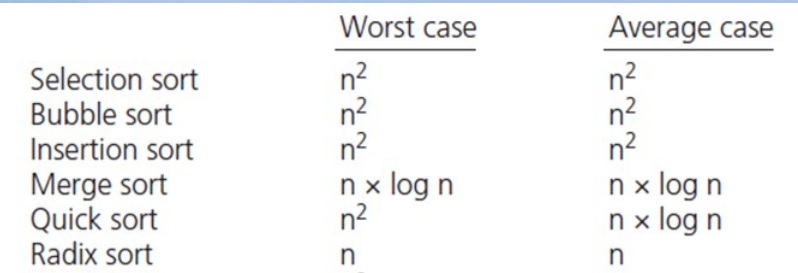 Worst case Average case
Selection sort n² n²
Bubble sort n² n²
Insertion sort n² n²
Merge sort n × log n n × log n
Quick sort n² n × log n
Radix sort n n